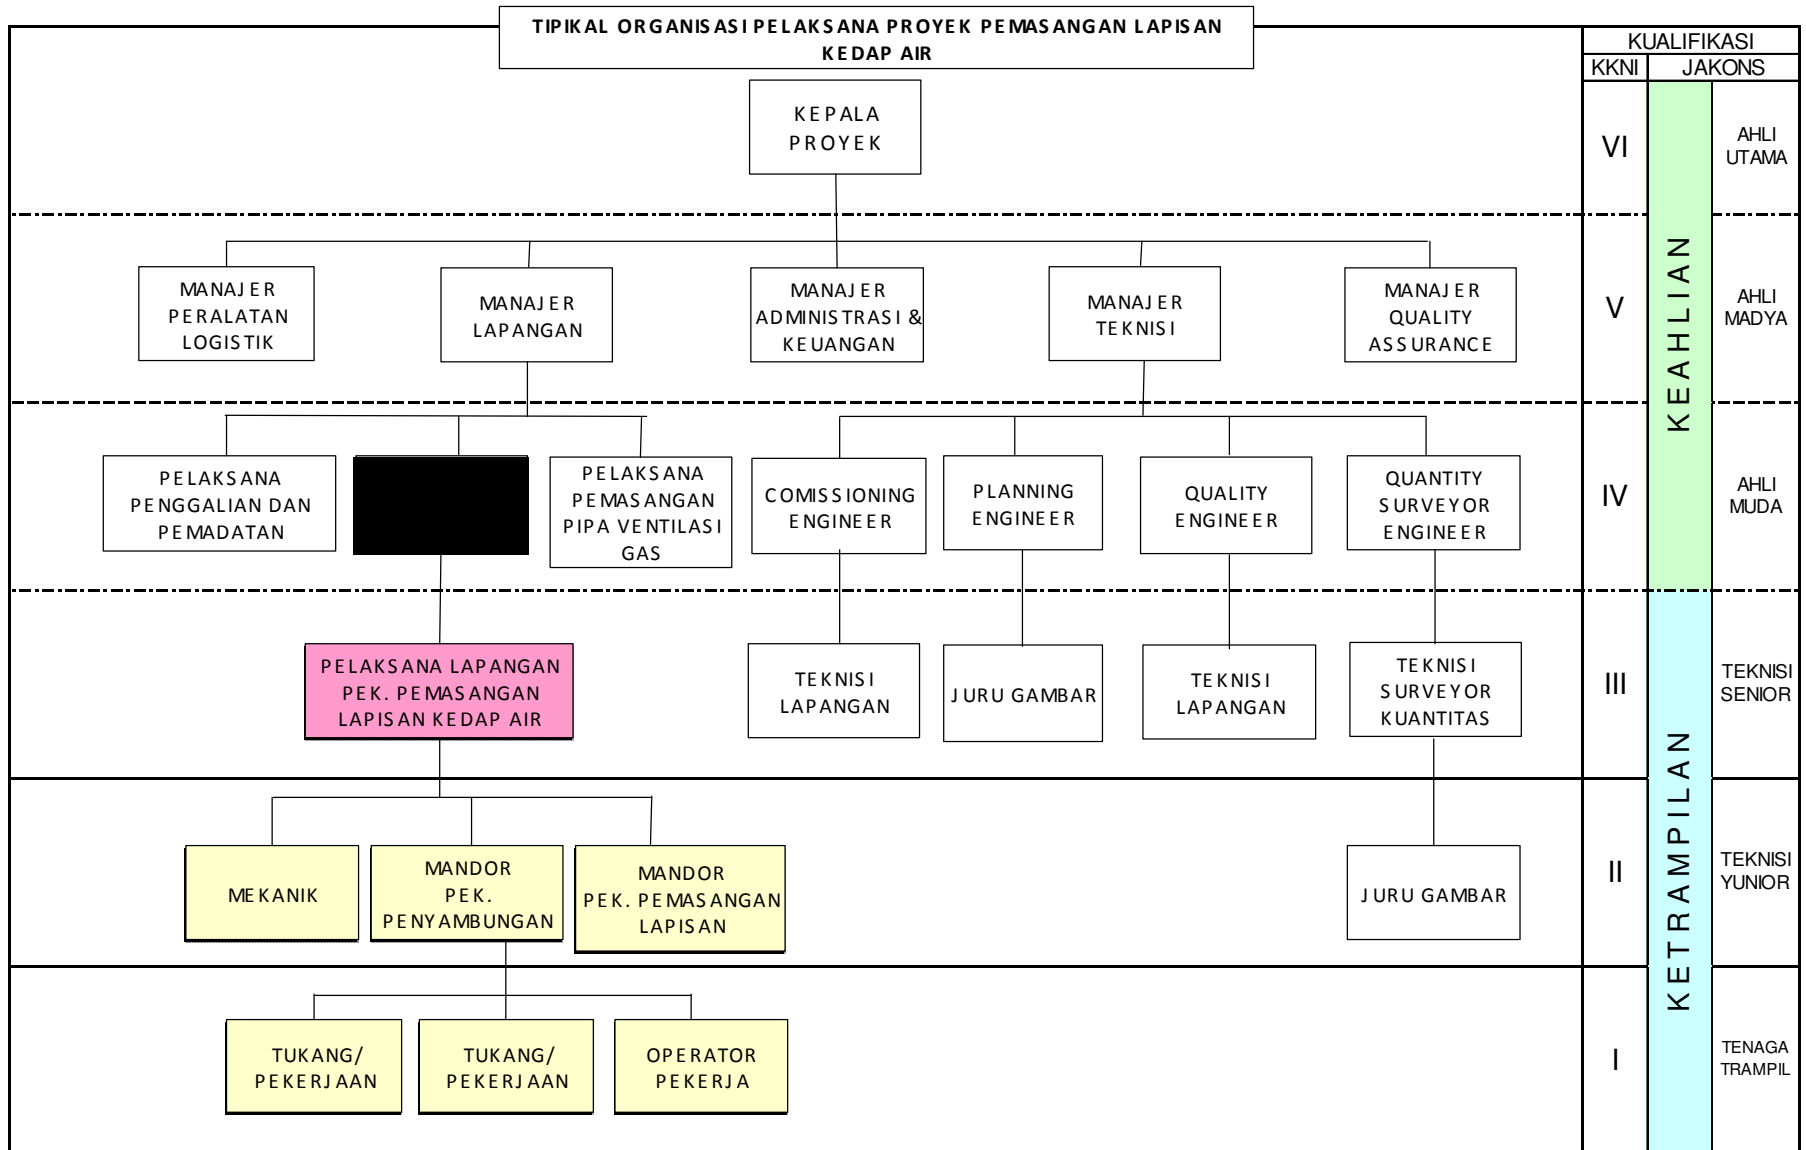 TIPIKAL ORGANISASI PELAKSANA PROYEK PEMASANGAN LAPISAN
KEDAP AIR
KUALIFIKASI
KKNI
JAKONS
KEPALA
PROYEK
VI
AHLI
UTAMA
KEAHLIAN
MANAJER
PERALATAN
LOGISTIK
MANAJER
LAPANGAN
MANAJER
ADMINISTRASI &
KEUANGAN
MANAJER
TEKNISI
MANAJER
QUALITY
ASSURANCE
V
AHLI
MADYA
PELAKSANA
PENGGALIAN DAN
PEMADATAN
PELAKSANA
PEMASANGAN
PIPA VENTILASI
GAS
COMISSIONING
ENGINEER
PLANNING
ENGINEER
QUALITY
ENGINEER
QUANTITY
SURVEYOR
ENGINEER
IV
AHLI
MUDA
PELAKSANA LAPANGAN
PEK. PEMASANGAN
LAPISAN KEDAP AIR
TEKNISI
LAPANGAN
JURU GAMBAR
TEKNISI
LAPANGAN
TEKNISI
SURVEYOR
KUANTITAS
III
TEKNISI
SENIOR
KETRAMPILAN
MEKANIK
MANDOR
PEK.
PENYAMBUNGAN
MANDOR
PEK. PEMASANGAN
LAPISAN
JURU GAMBAR
II
TEKNISI
YUNIOR
TUKANG/
PEKERJAAN
TUKANG/
PEKERJAAN
OPERATOR
PEKERJA
I
TENAGA
TRAMPIL